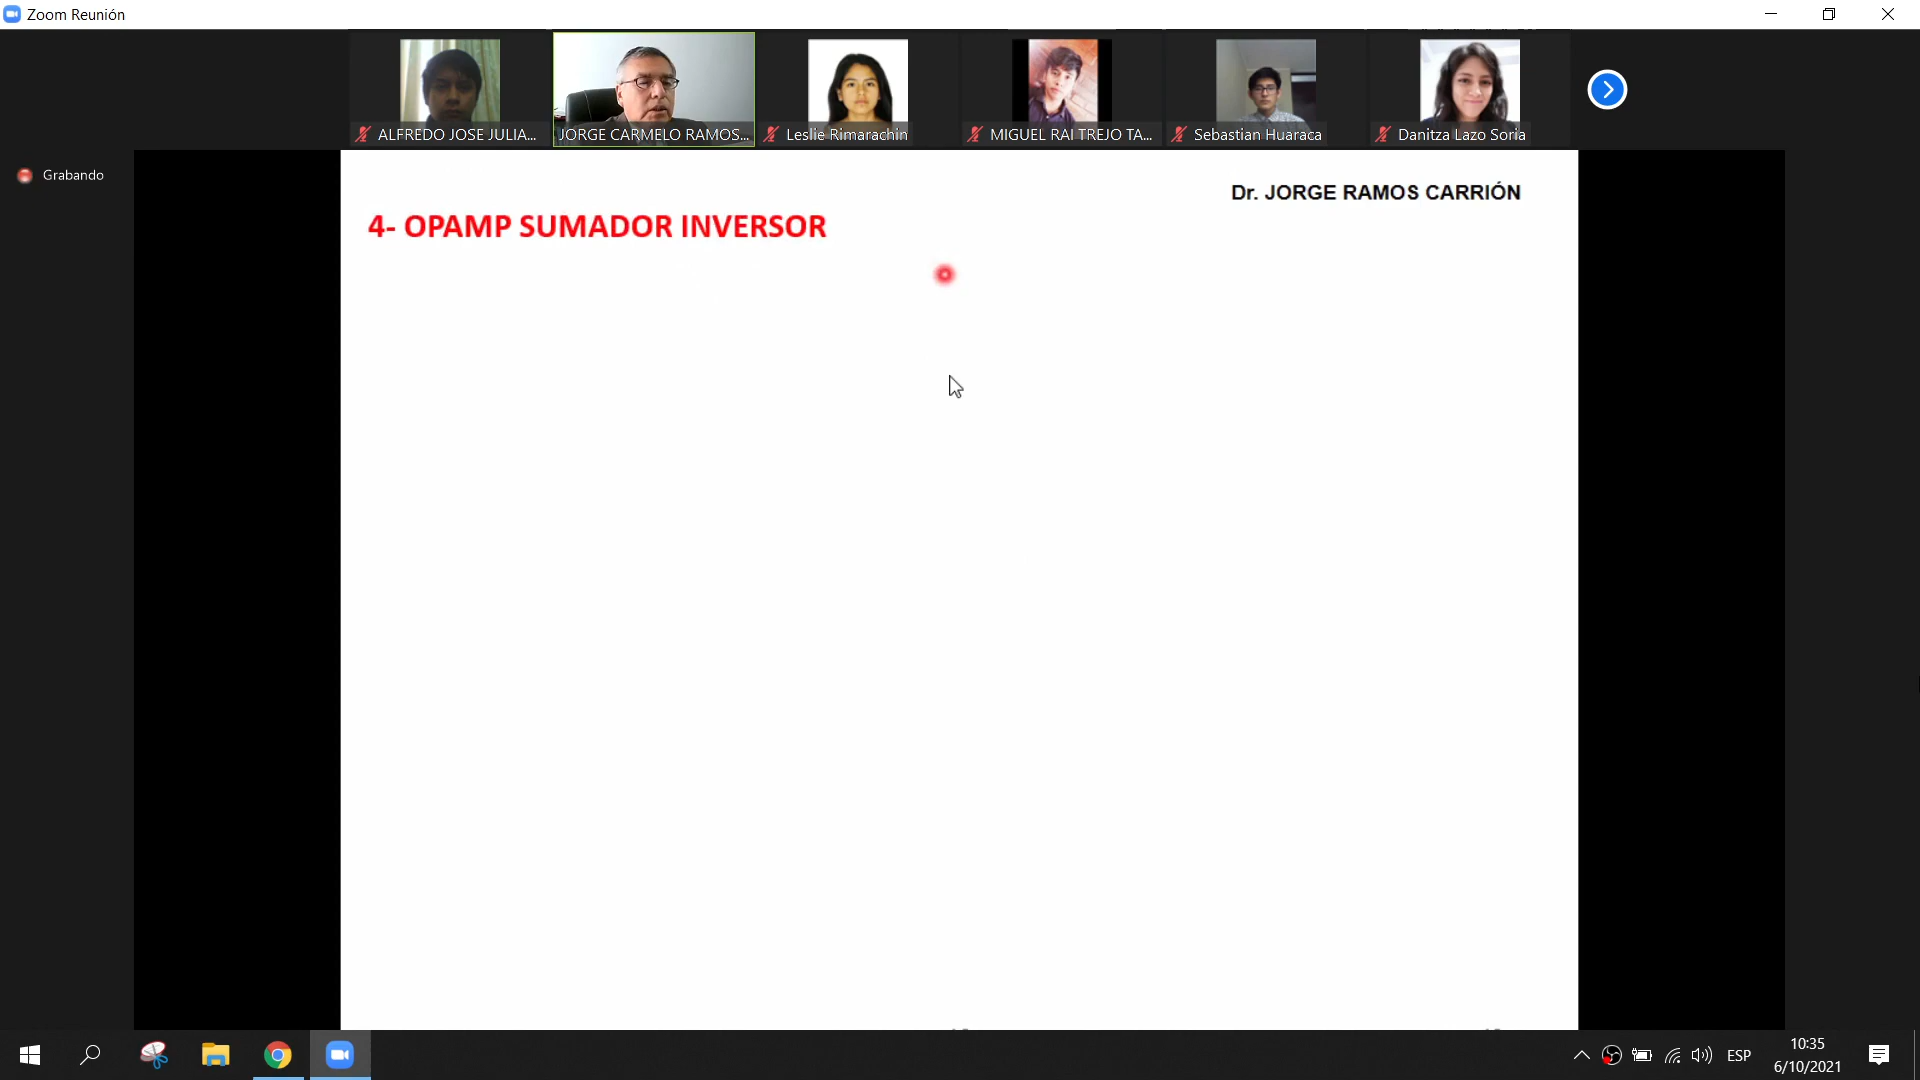 Zoom Reunión
ALFREDO JOSE JULIA...
JORGE CARMELO RAMOS...
Leslie Rimarachin
MIGUEL RAI TREJO TA...
Sebastian Huaraca
Danitza Lazo Soria
Grabando
Dr. JORGE RAMOS CARRIÓN
4- OPAMP SUMADOR INVERSOR
ESP
10:35
6/10/2021